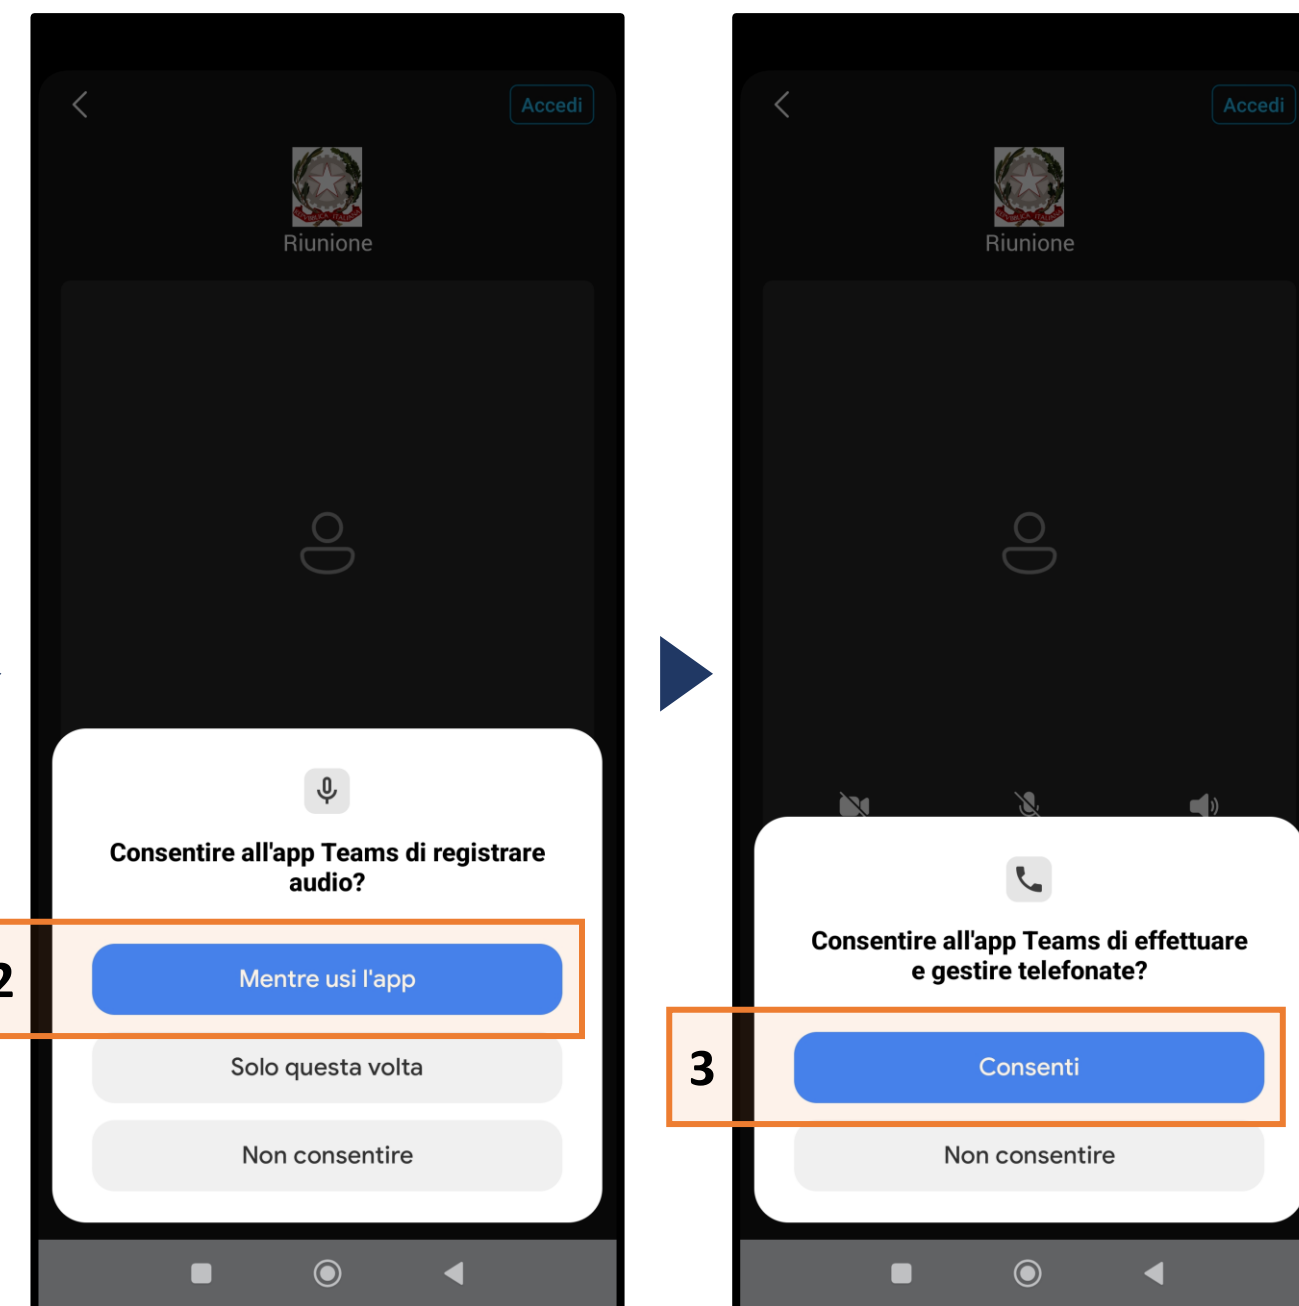 Accedi
Riunione
Consentire all'app Teams di registrare
audio?
2
Mentre usi l'app
Solo questa volta
Non consentire
Accedi
Riunione
Consentire all'app Teams di effettuare
e gestire telefonate?
3
Consenti
Non consentire